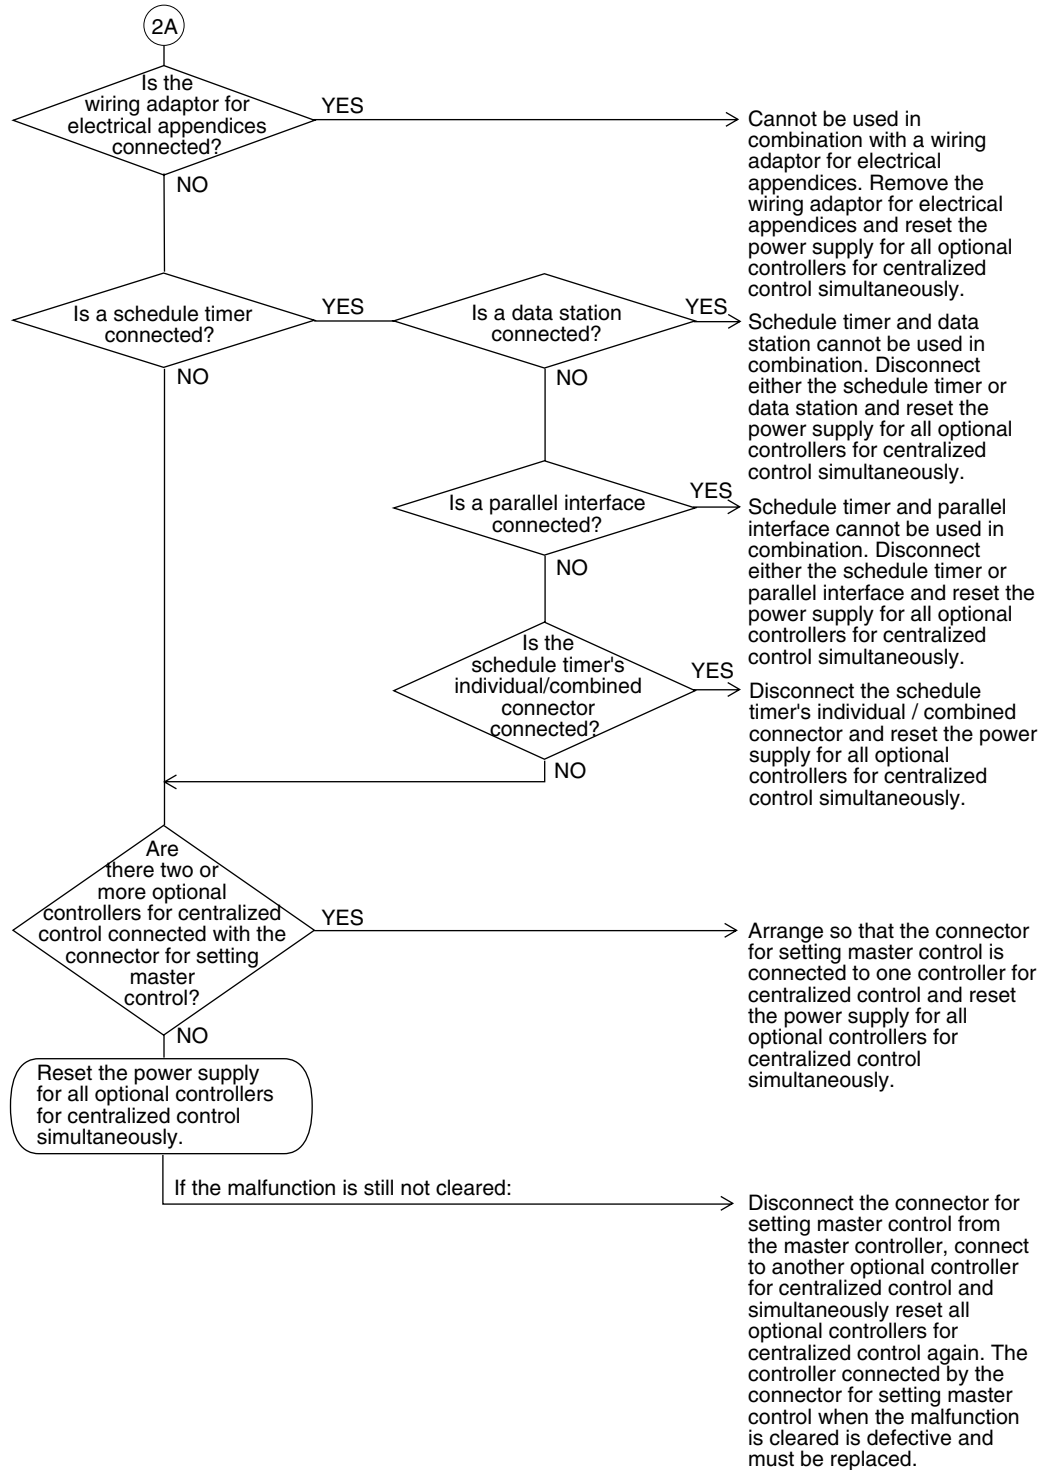 2A
Is the
wiring adaptor for
electrical appendices
connected?
YES
NO
Cannot be used in
combination with a wiring
adaptor for electrical
appendices. Remove the
wiring adaptor for electrical
appendices and reset the
power supply for all optional
controllers for centralized
control simultaneously.
Is a schedule timer
connected?
YES
NO
Is a data station
connected?
YES
NO
Schedule timer and data
station cannot be used in
combination. Disconnect
either the schedule timer or
data station and reset the
power supply for all optional
controllers for centralized
control simultaneously.
Is a parallel interface
connected?
YES
NO
Schedule timer and parallel
interface cannot be used in
combination. Disconnect
either the schedule timer or
parallel interface and reset the
power supply for all optional
controllers for centralized
control simultaneously.
Is the
schedule timer's
individual/combined
connector
connected?
YES
NO
Disconnect the schedule
timer's individual / combined
connector and reset the power
supply for all optional
controllers for centralized
control simultaneously.
Are
there two or
more optional
controllers for centralized
control connected with the
connector for setting
master
control?
YES
NO
Arrange so that the connector
for setting master control is
connected to one controller for
centralized control and reset
the power supply for all
optional controllers for
centralized control
simultaneously.
Reset the power supply
for all optional controllers
for centralized control
simultaneously.
If the malfunction is still not cleared:
Disconnect the connector for
setting master control from
the master controller, connect
to another optional controller
for centralized control and
simultaneously reset all
optional controllers for
centralized control again. The
controller connected by the
connector for setting master
control when the malfunction
is cleared is defective and
must be replaced.